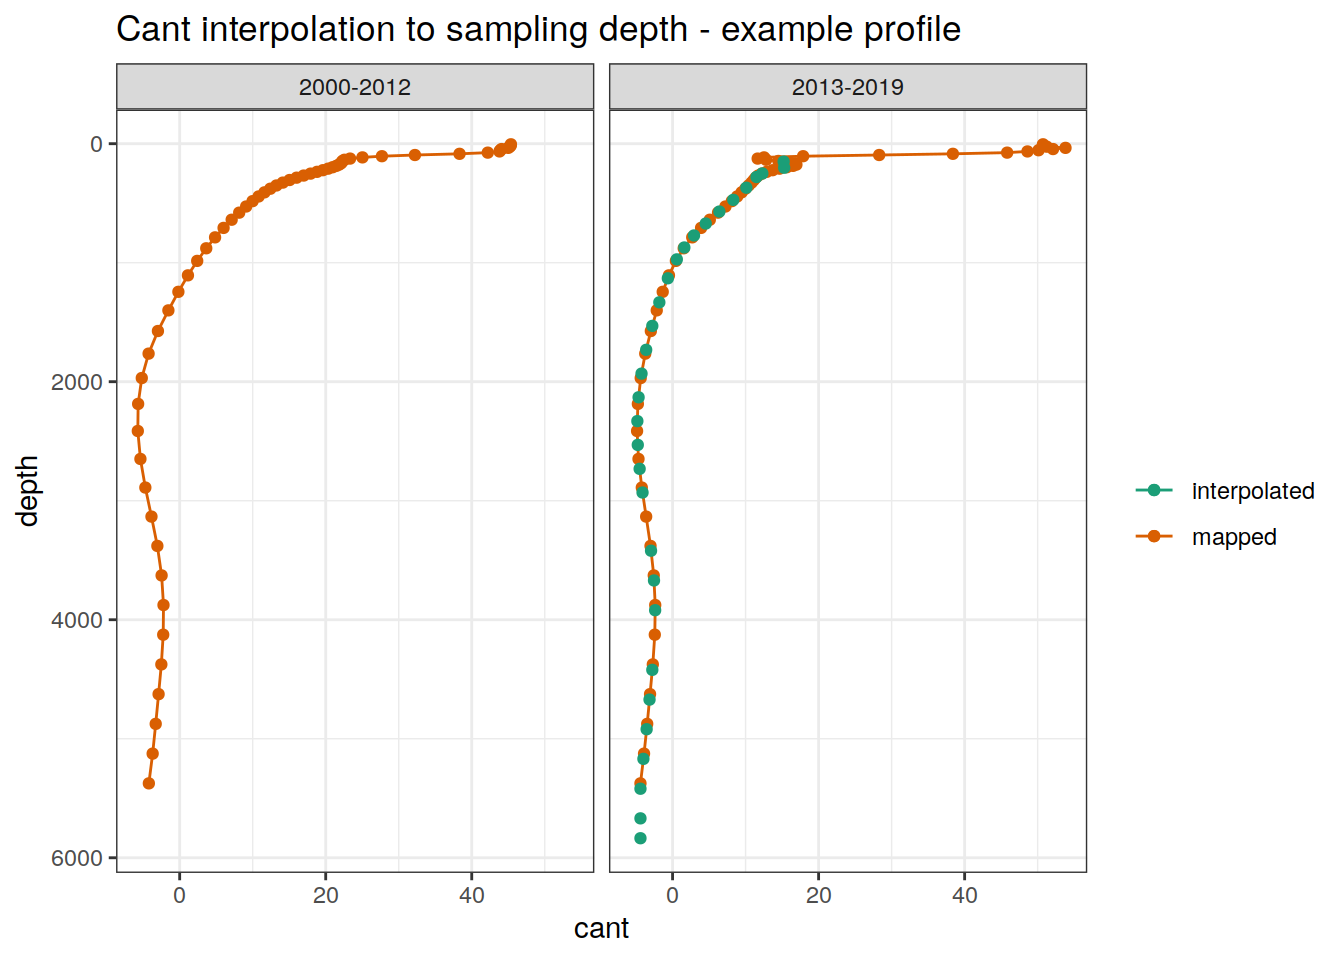 Cant interpolation to sampling depth - example profile
2000-2012
2013-2019
0
2000
4000
6000
depth
0
20
40
0
20
40
cant
interpolated
mapped